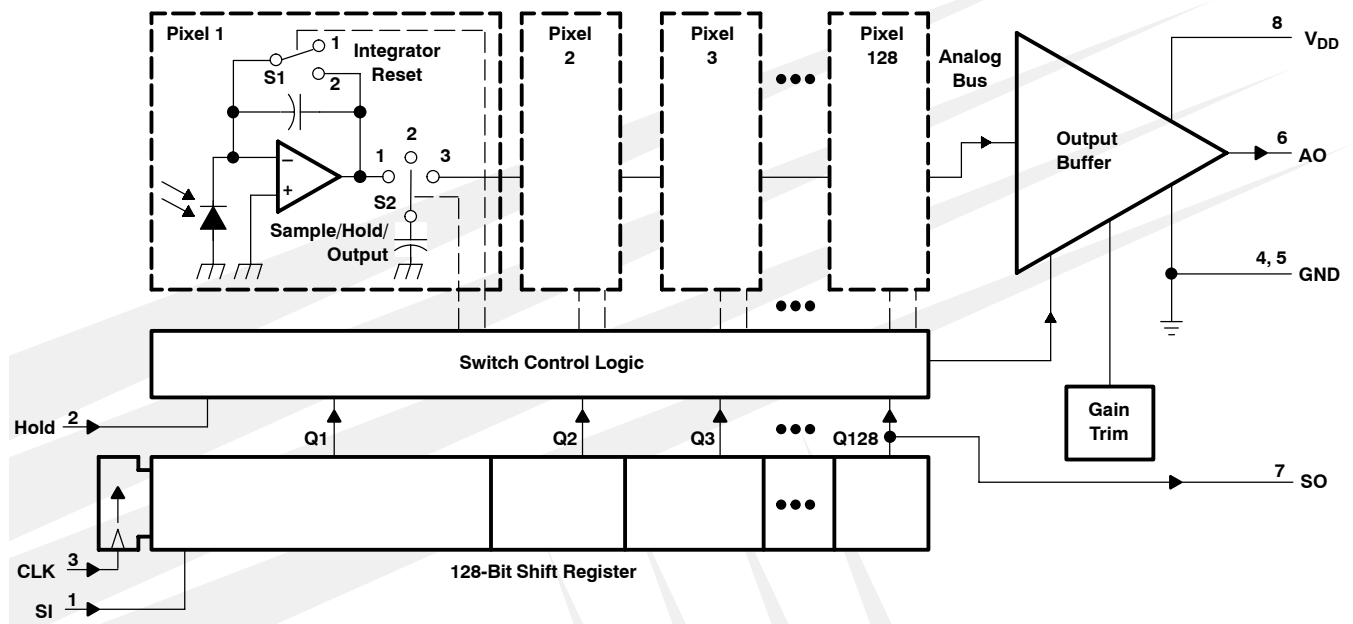 Pixel 1
1
Integrator
Reset
S1
2
–
+
1
2
3
S2
Sample/Hold/
Output
Pixel
2
Pixel
3
Pixel
128
Analog
Bus
Output
Buffer
8
VDD
6
AO
4, 5
GND
Switch Control Logic
Gain
Trim
Hold
2
Q1
Q2
Q3
Q128
7
SO
CLK
3
SI
1
128-Bit Shift Register